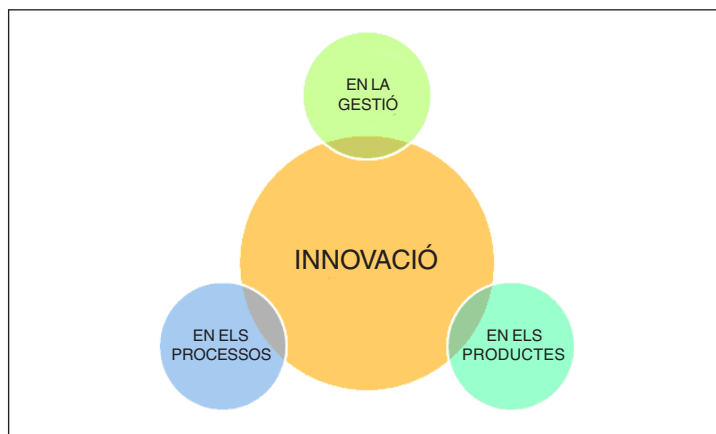 EN LA
GESTIÓ
INNOVACIÓ
EN ELS
PROCESSOS
EN ELS
PRODUCTES